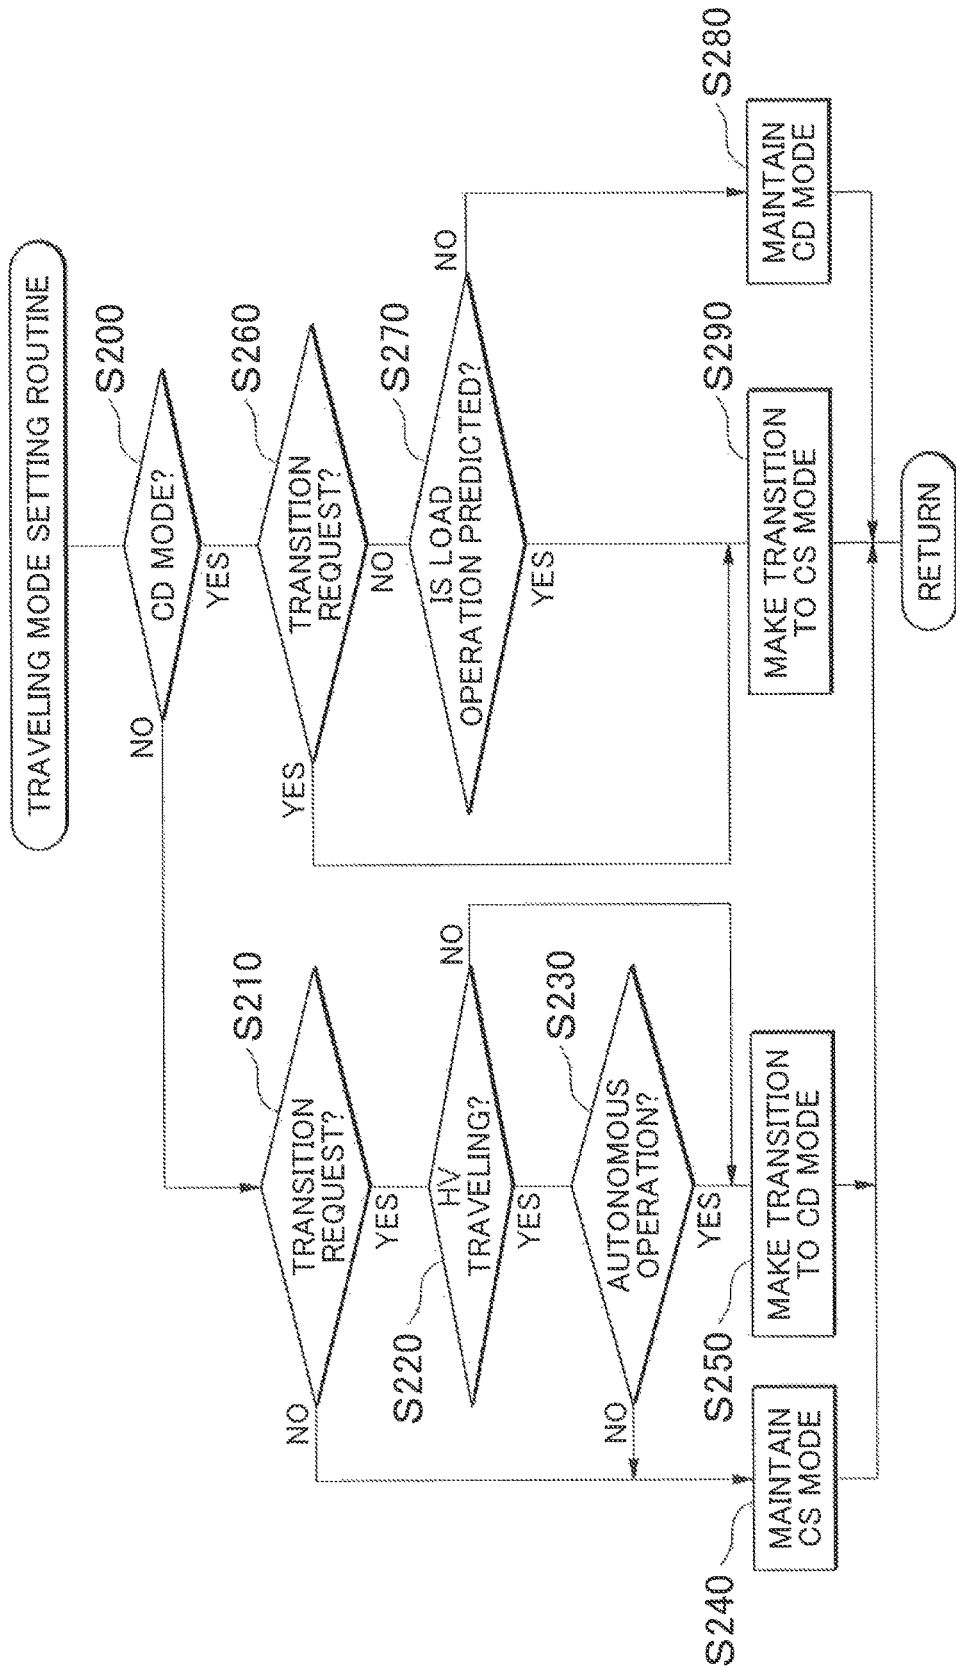 TRAVELING MODE SETTING ROUTINE
S200
CD MODE?
NO
YES
S210
TRANSITION
REQUEST?
NO
YES
S220
HV
TRAVELING?
NO
YES
S230
AUTONOMOUS
OPERATION?
NO
YES
S260
TRANSITION
REQUEST?
YES
NO
S270
IS LOAD
OPERATION PREDICTED?
NO
YES
S240
MAINTAIN
CS MODE
S250
MAKE TRANSITION
TO CD MODE
S290
MAKE TRANSITION
TO CS MODE
S280
MAINTAIN
CD MODE
RETURN